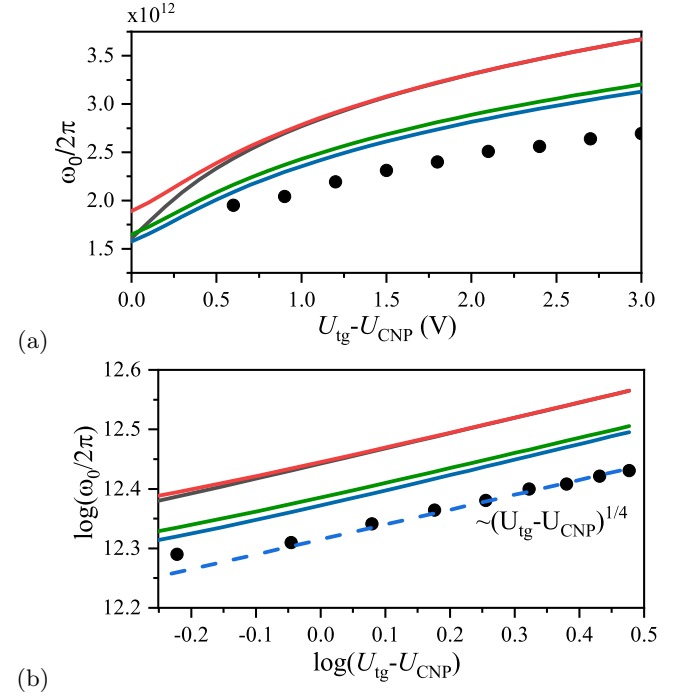 x10¹²
3.5
3.0
2.5
2.0
1.5
ω₀/2π
0.0 0.5 1.0 1.5 2.0 2.5 3.0
U_tg-U_CNP (V)
(a)
12.6
12.5
12.4
12.3
12.2
log(ω₀/2π)
~(U_tg-U_CNP)^1/4
-0.2 -0.1 0.0 0.1 0.2 0.3 0.4 0.5
log(U_tg-U_CNP)
(b)